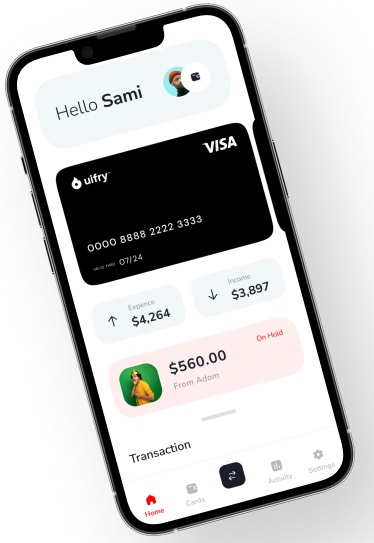 Hello Sami
ulfry
VISA
0000 8888 2222 3333
VALID THRU 07/24
Expence
$4,264
Income
$3,897
$560.00
From Adom
On Hold
Transaction
Home
Cards
Activity
Settings